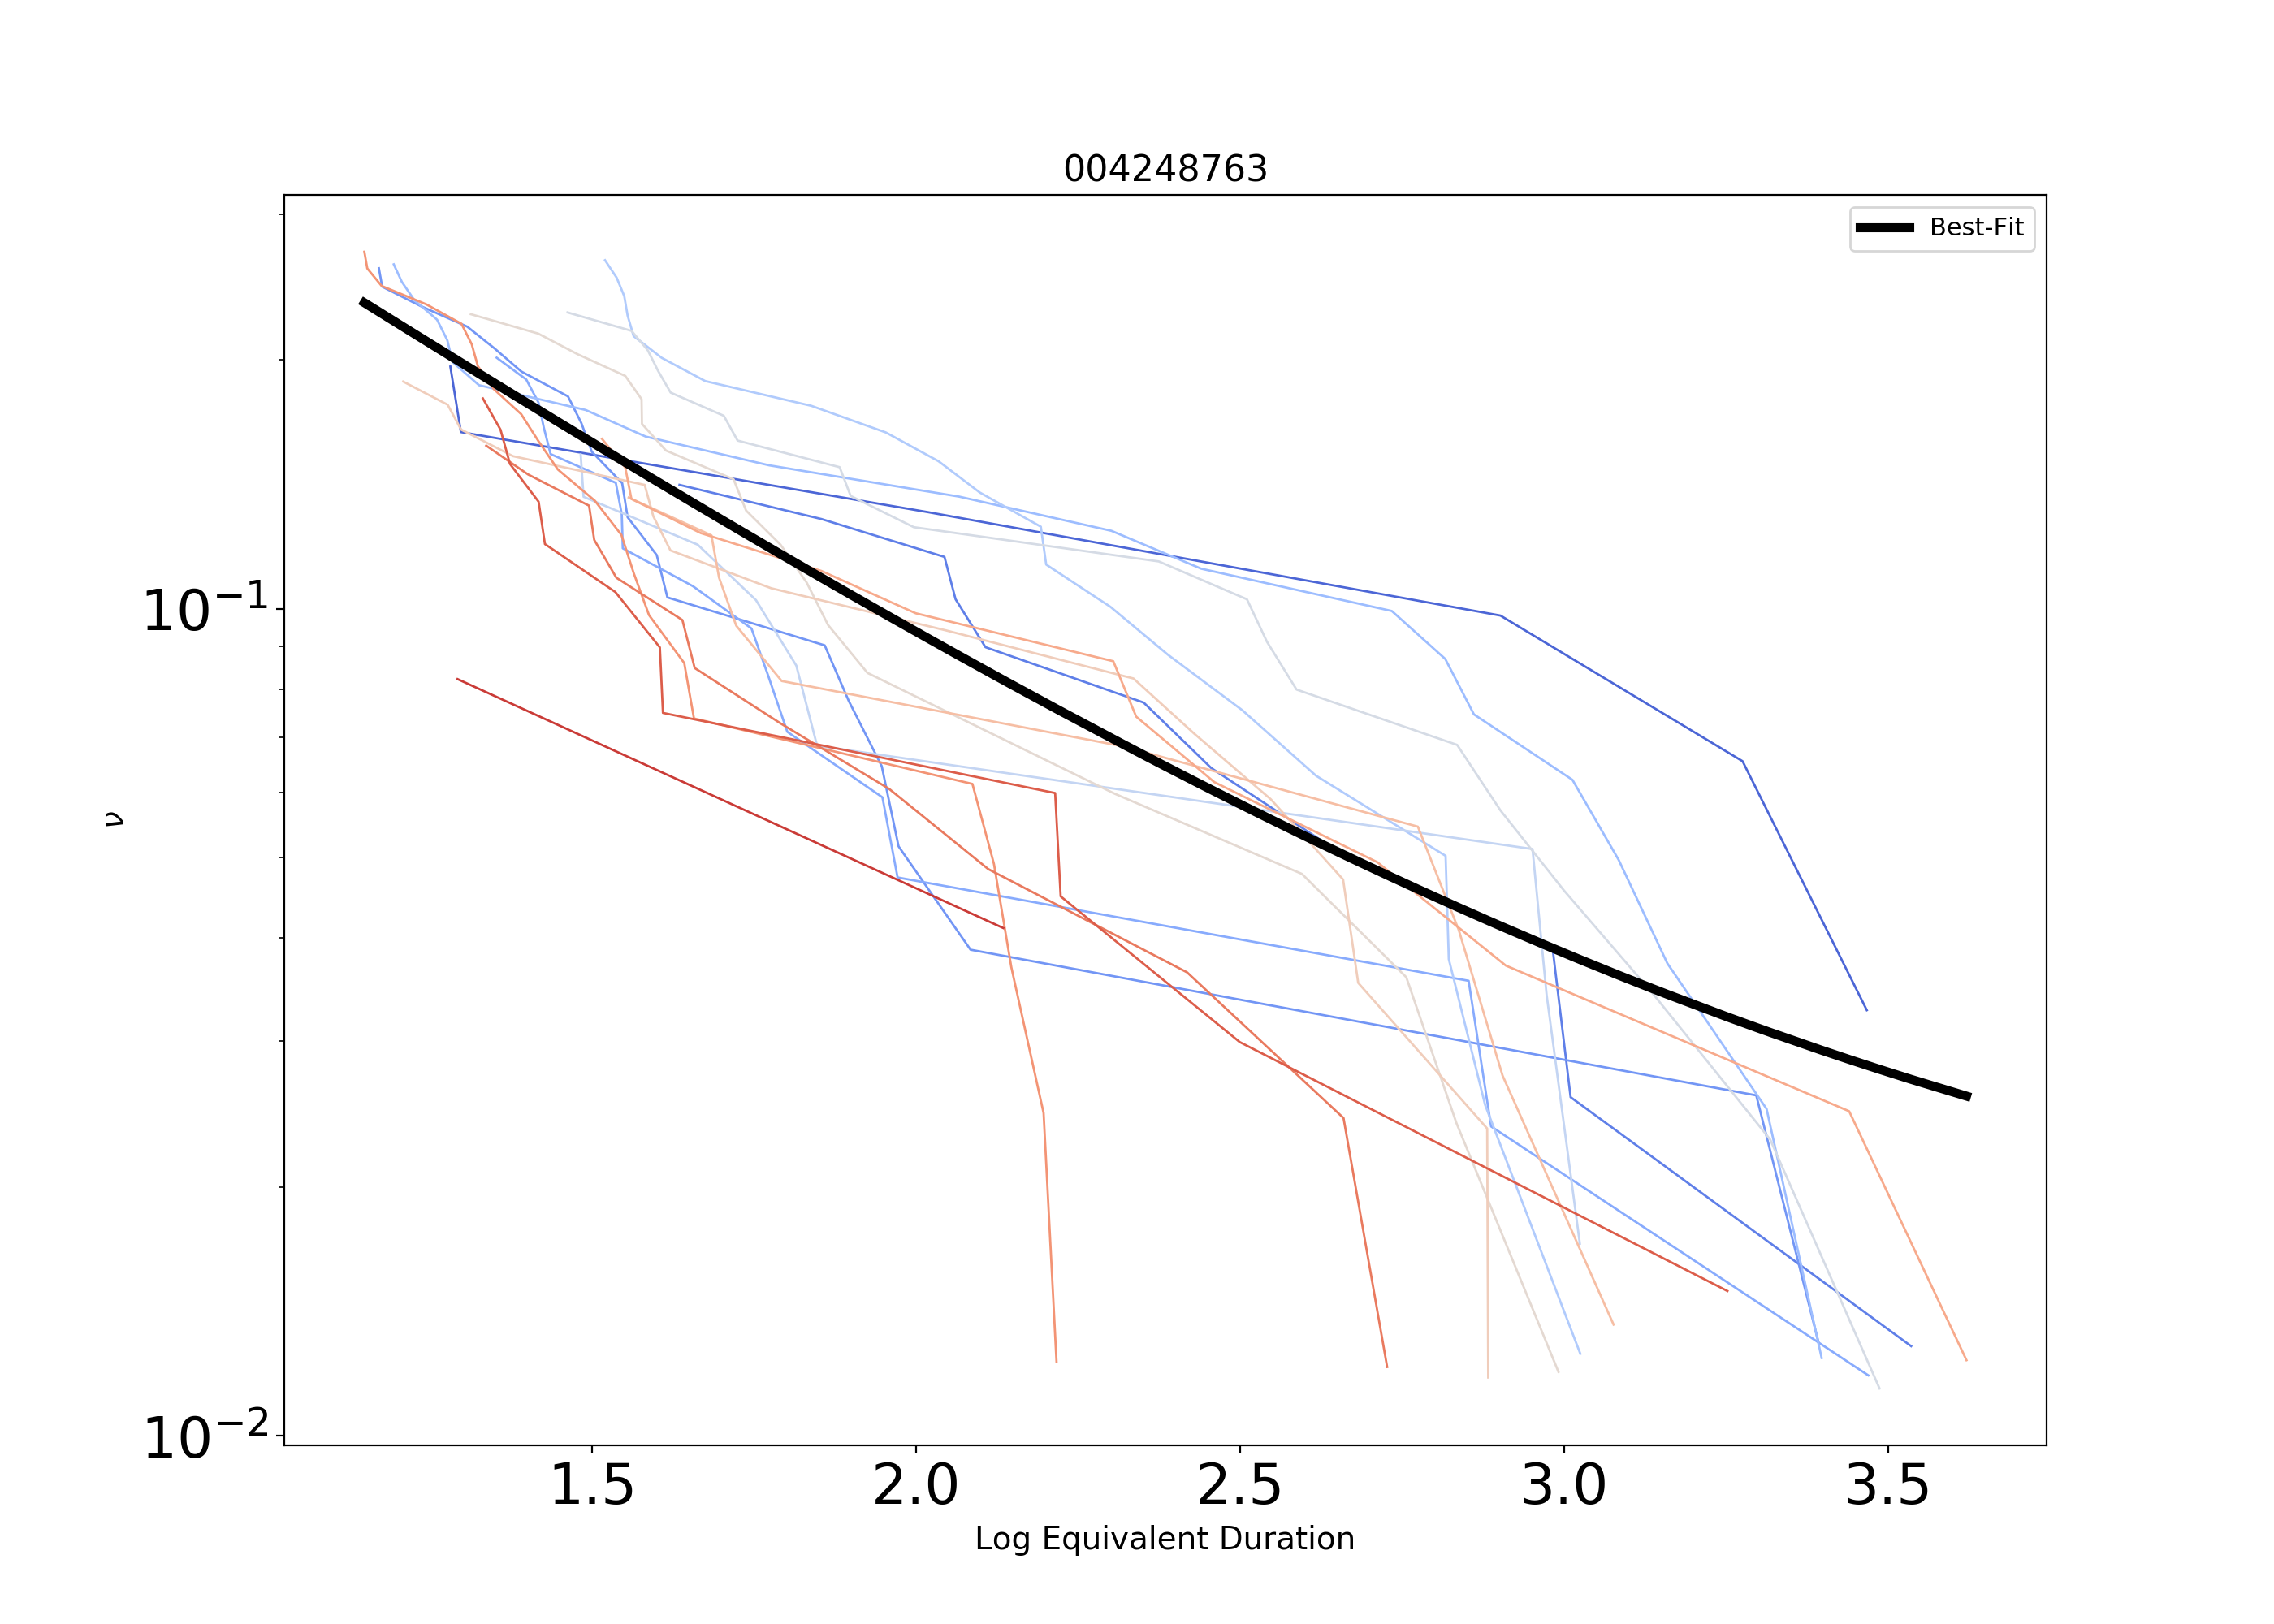 004248763
Best-Fit
10⁻¹
ν
10⁻²
1.5 2.0 2.5 3.0 3.5
Log Equivalent Duration